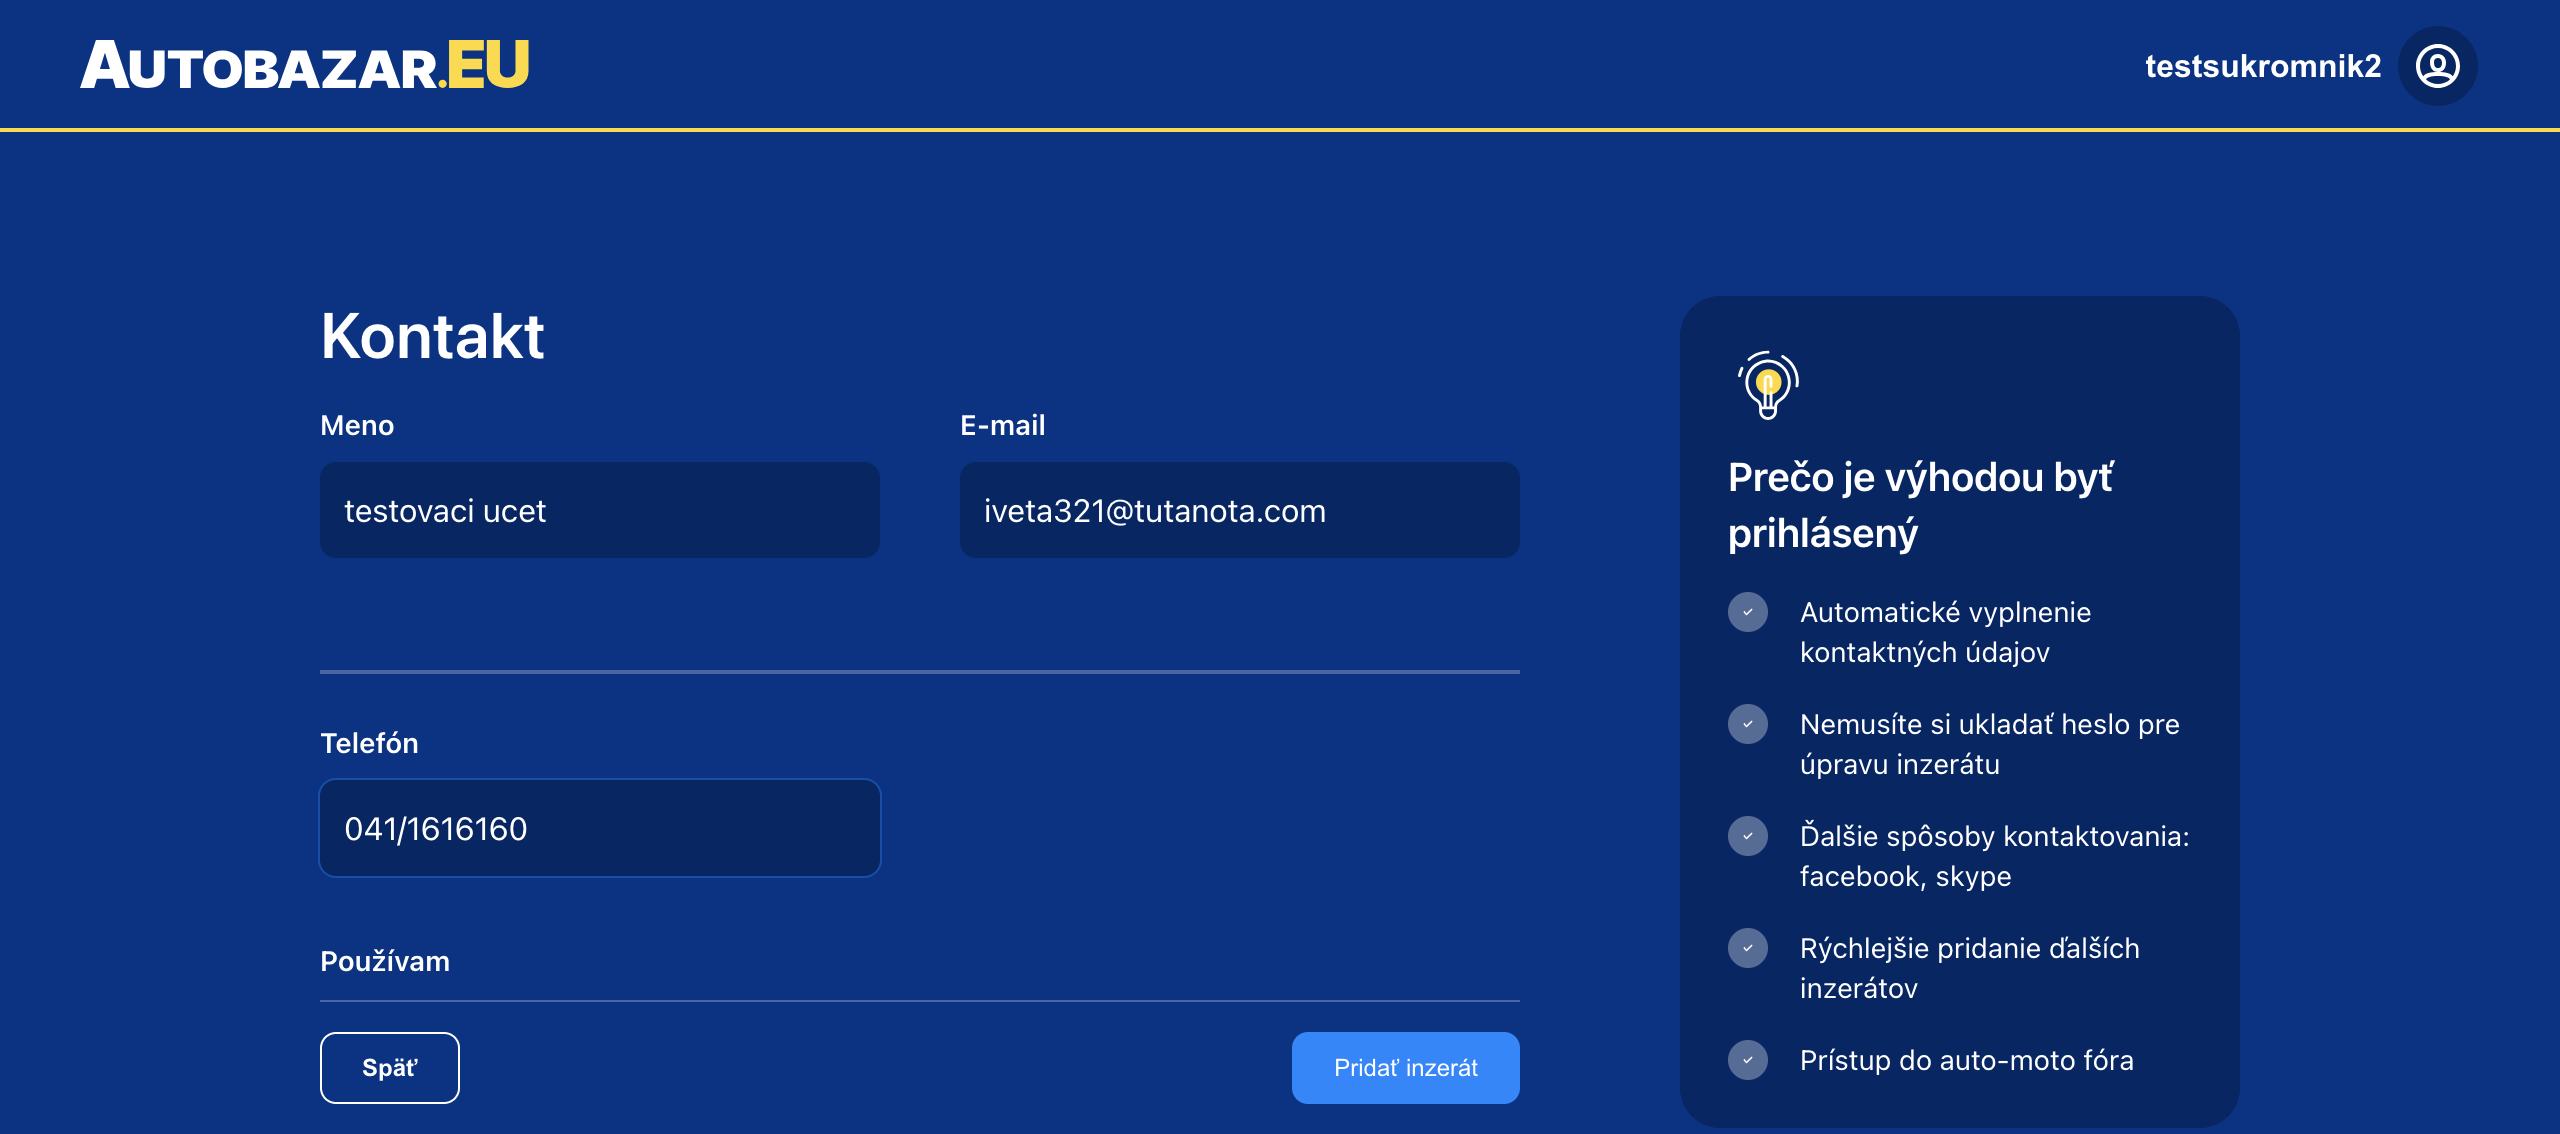 AUTOBAZAR.EU
testsukromnik2
Kontakt
Meno
E-mail
testovaci ucet
iveta321@tutanota.com
Telefón
041/1616160
Používam
Späť
Pridať inzerát
Prečo je výhodou byť
prihlásený
Automatické vyplnenie
kontaktných údajov
Nemusíte si ukladať heslo pre
úpravu inzerátu
Ďalšie spôsoby kontaktovania:
facebook, skype
Rýchlejšie pridanie ďalších
inzerátov
Prístup do auto-moto fóra